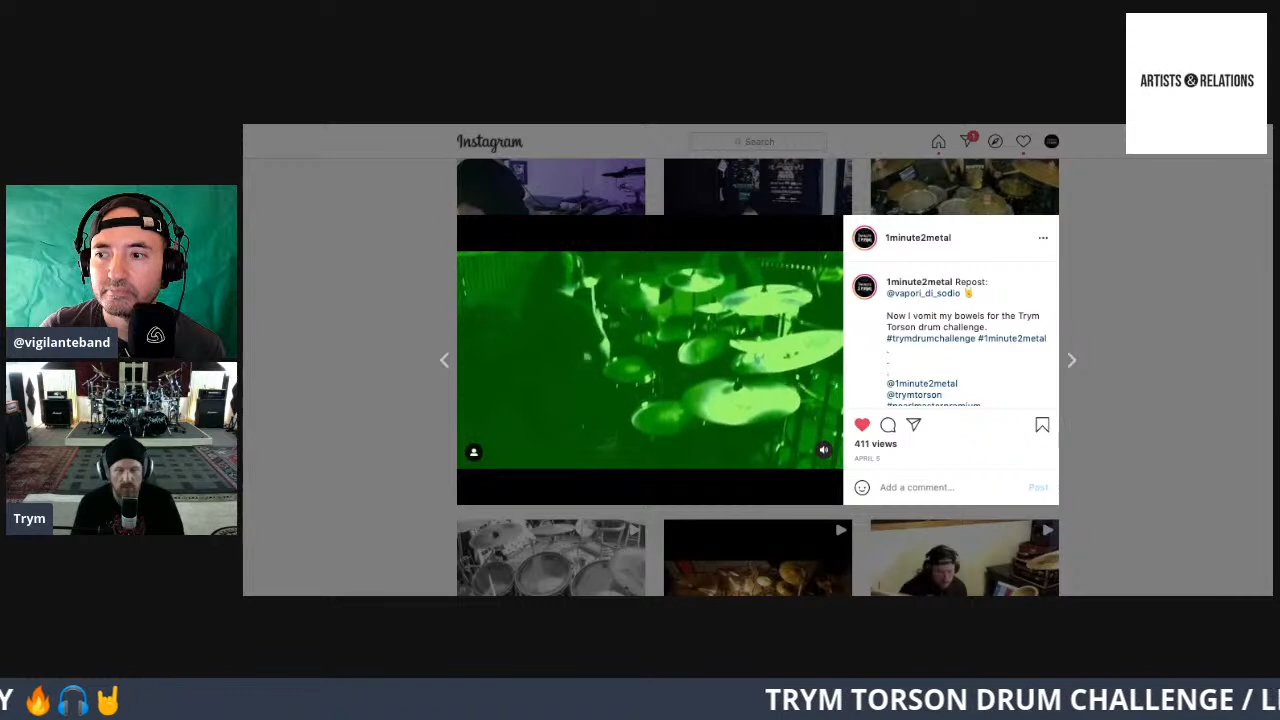 ARTISTS & RELATIONS
Instagram
Search
1
1minute2metal
1minute2metal Repost:
@vapori_di_sodio 🤘
Now I vomit my bowels for the Trym
Torson drum challenge.
#trymdrumchallenge #1minute2metal
.
.
.
@1minute2metal
@trymtorson
411 views
APRIL 5
Add a comment...
Post
@vigilanteband
Trym
Y 🔥🎧🤘
TRYM TORSON DRUM CHALLENGE / LI